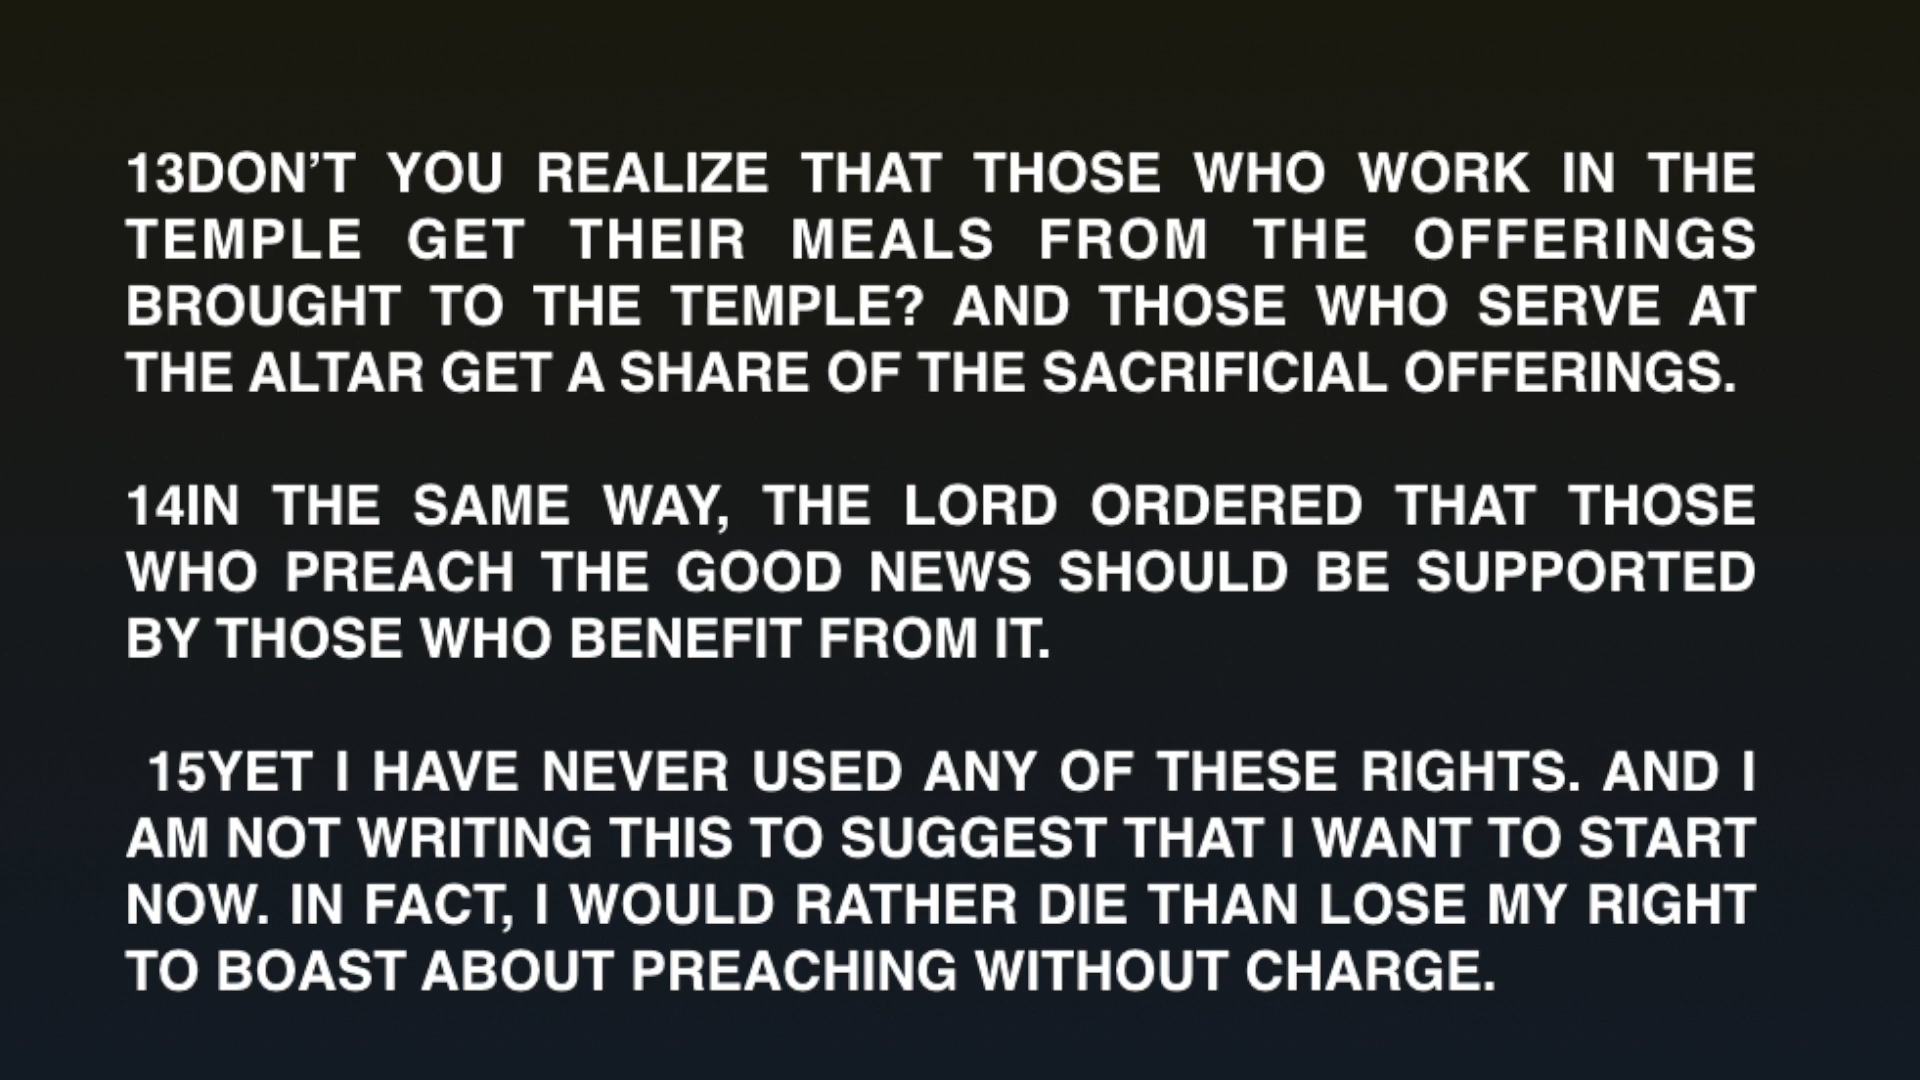 13DON’T YOU REALIZE THAT THOSE WHO WORK IN THE
TEMPLE GET THEIR MEALS FROM THE OFFERINGS
BROUGHT TO THE TEMPLE? AND THOSE WHO SERVE AT
THE ALTAR GET A SHARE OF THE SACRIFICIAL OFFERINGS.
14IN THE SAME WAY, THE LORD ORDERED THAT THOSE
WHO PREACH THE GOOD NEWS SHOULD BE SUPPORTED
BY THOSE WHO BENEFIT FROM IT.
15YET I HAVE NEVER USED ANY OF THESE RIGHTS. AND I
AM NOT WRITING THIS TO SUGGEST THAT I WANT TO START
NOW. IN FACT, I WOULD RATHER DIE THAN LOSE MY RIGHT
TO BOAST ABOUT PREACHING WITHOUT CHARGE.